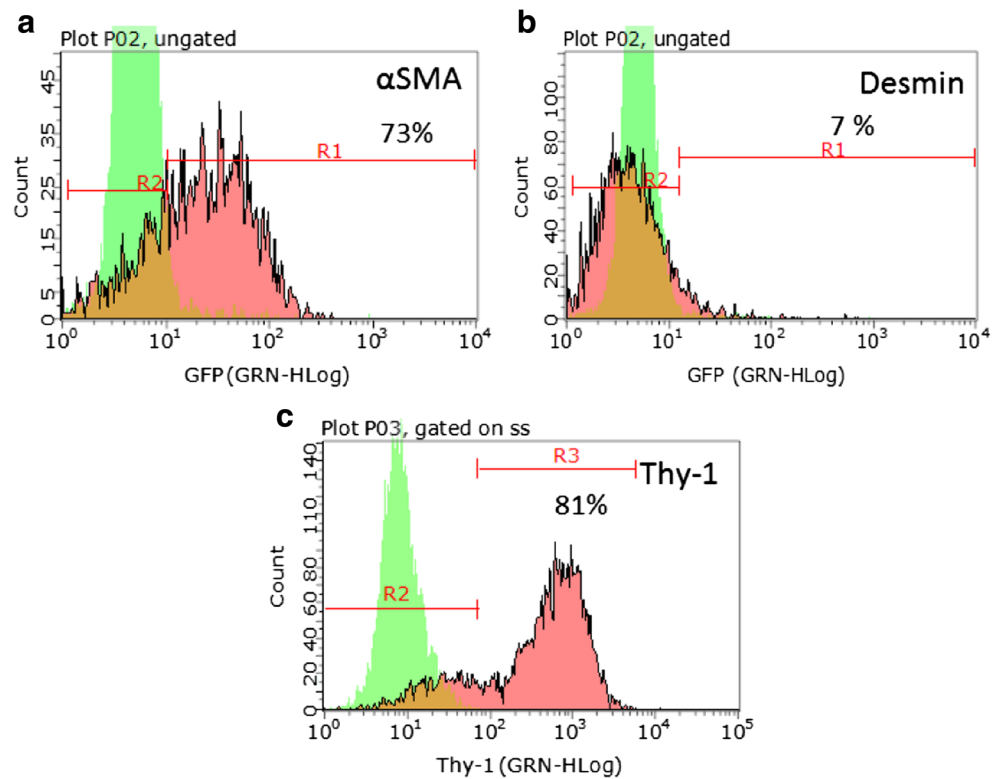 a
Plot P02, ungated
αSMA
73%
R1
R2
Count
45
35
25
15
5
0
10^0 10^1 10^2 10^3 10^4
GFP(GRN-HLog)
b
Plot P02, ungated
Desmin
7 %
R1
R2
Count
100
80
60
40
20
0
10^0 10^1 10^2 10^3 10^4
GFP (GRN-HLog)
c
Plot P03, gated on ss
R3
Thy-1
81%
R2
Count
140
110
80
60
40
20
0
10^0 10^1 10^2 10^3 10^4 10^5
Thy-1 (GRN-HLog)